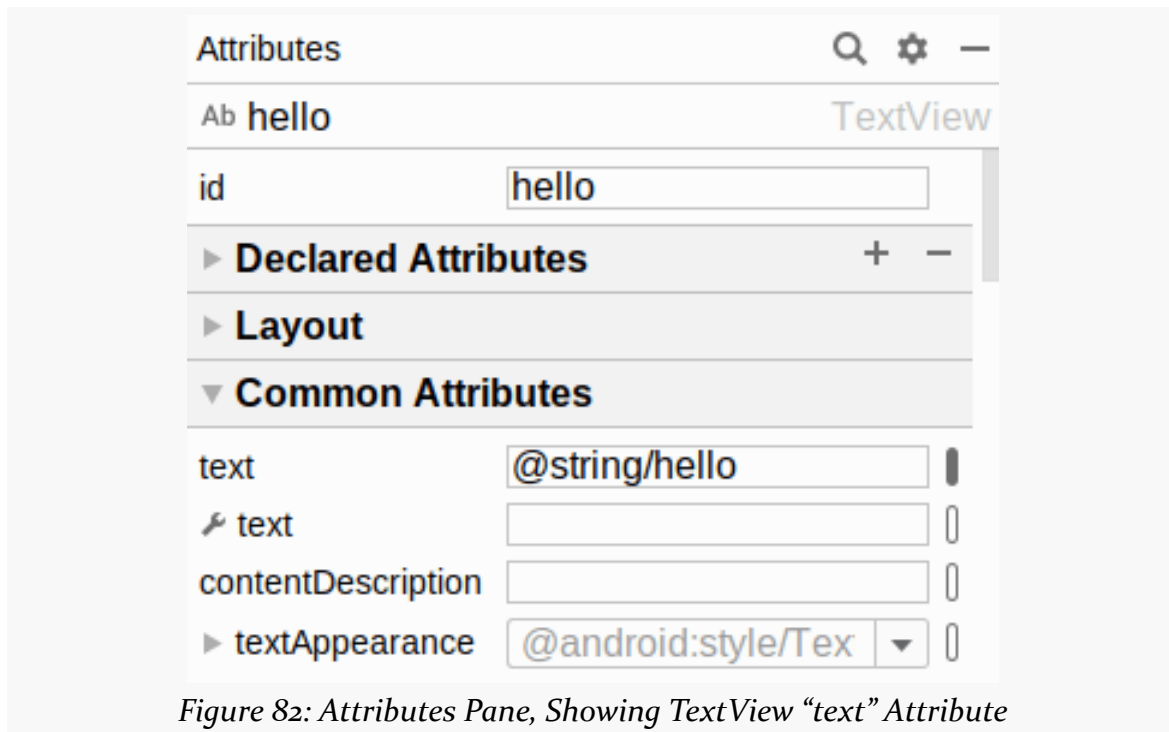 Attributes
Ab hello TextView
id hello
Declared Attributes
Layout
Common Attributes
text @string/hello
text
contentDescription
textAppearance @android:style/Tex
Figure 82: Attributes Pane, Showing TextView “text” Attribute